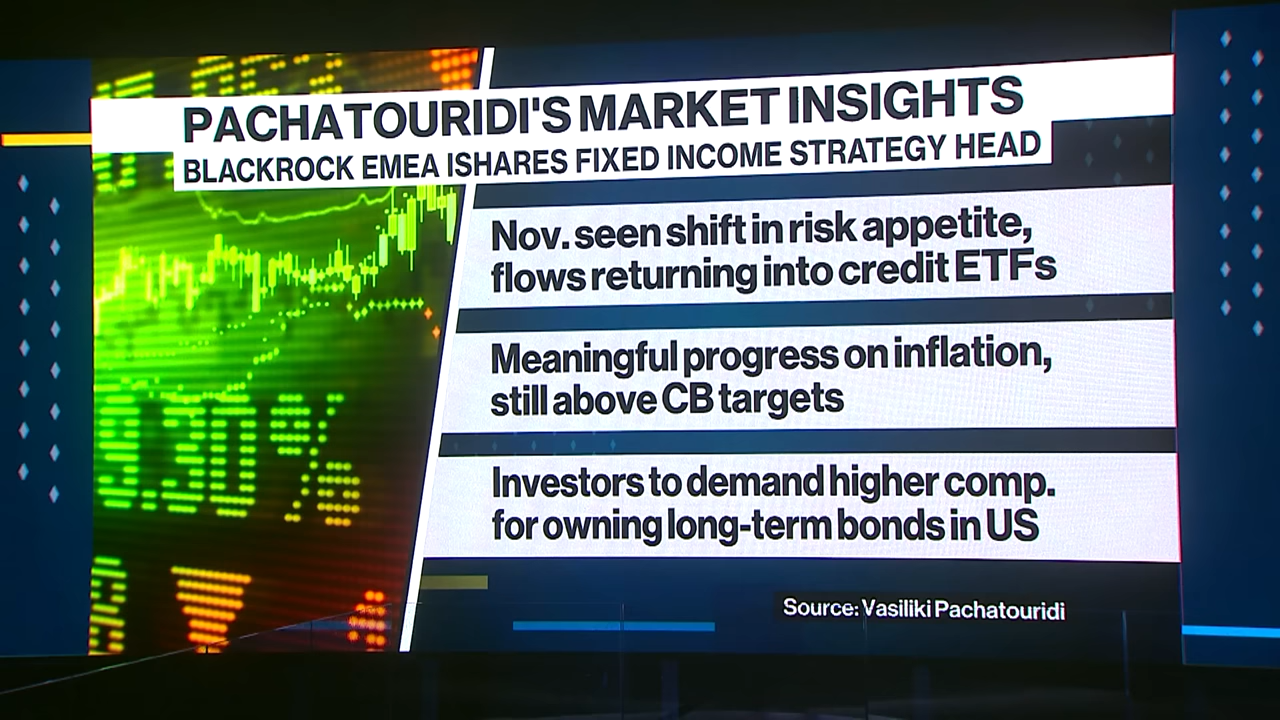 PACHATOURIDI'S MARKET INSIGHTS
BLACKROCK EMEA ISHARES FIXED INCOME STRATEGY HEAD
Nov. seen shift in risk appetite,
flows returning into credit ETFs
Meaningful progress on inflation,
still above CB targets
Investors to demand higher comp.
for owning long-term bonds in US
.30%
Source: Vasiliki Pachatouridi